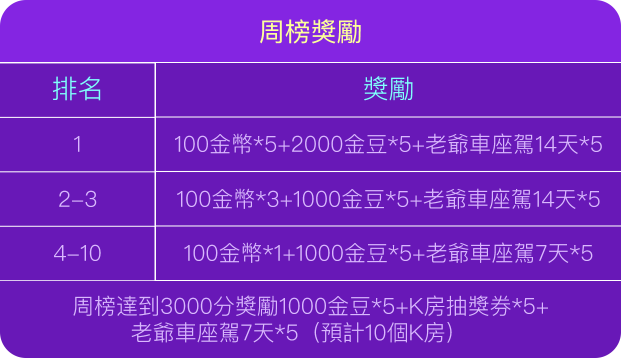 周榜獎勵
排名 獎勵
1 100金幣*5+2000金豆*5+老爺車座駕14天*5
2-3 100金幣*3+1000金豆*5+老爺車座駕14天*5
4-10 100金幣*1+1000金豆*5+老爺車座駕7天*5
周榜達到3000分獎勵1000金豆*5+K房抽獎券*5+
老爺車座駕7天*5（預計10個K房）